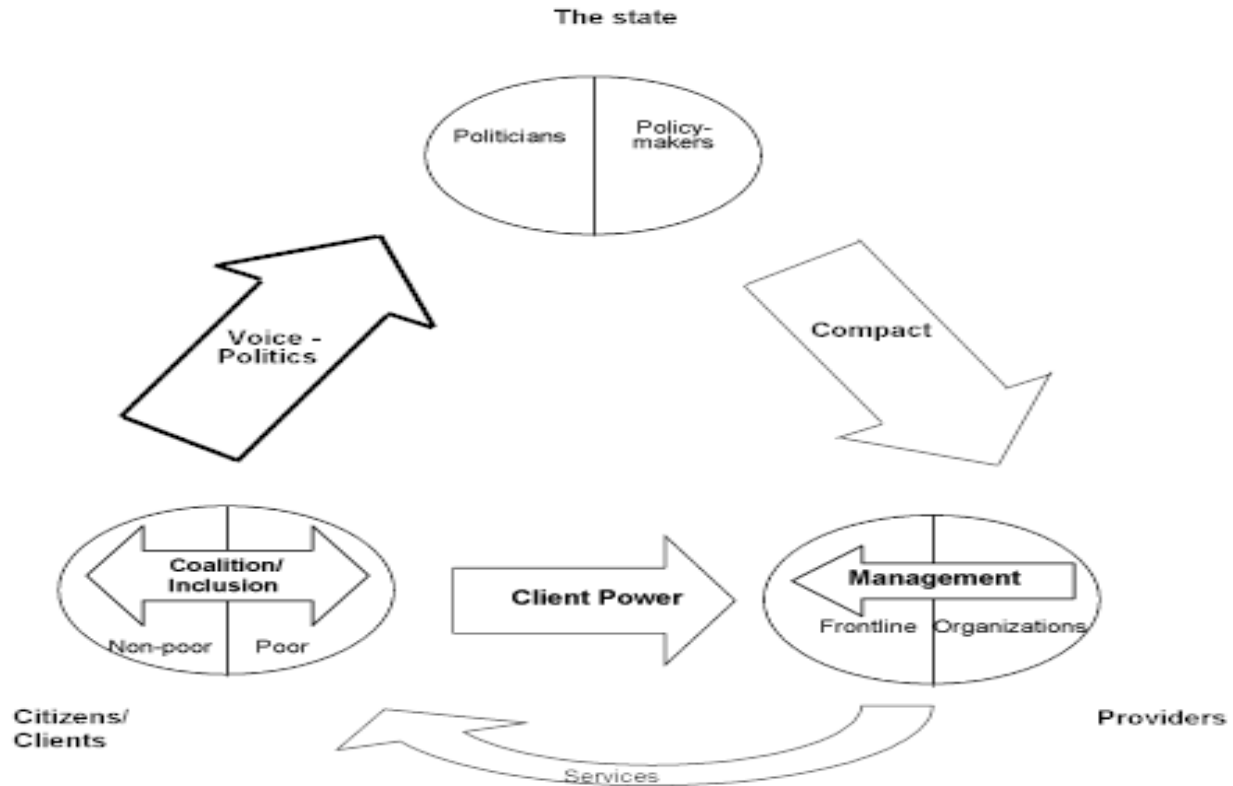 The state
Politicians
Policy-
makers
Voice -
Politics
Compact
Coalition/
Inclusion
Non-poor
Poor
Client Power
Management
Frontline
Organizations
Citizens/
Clients
Providers
Services